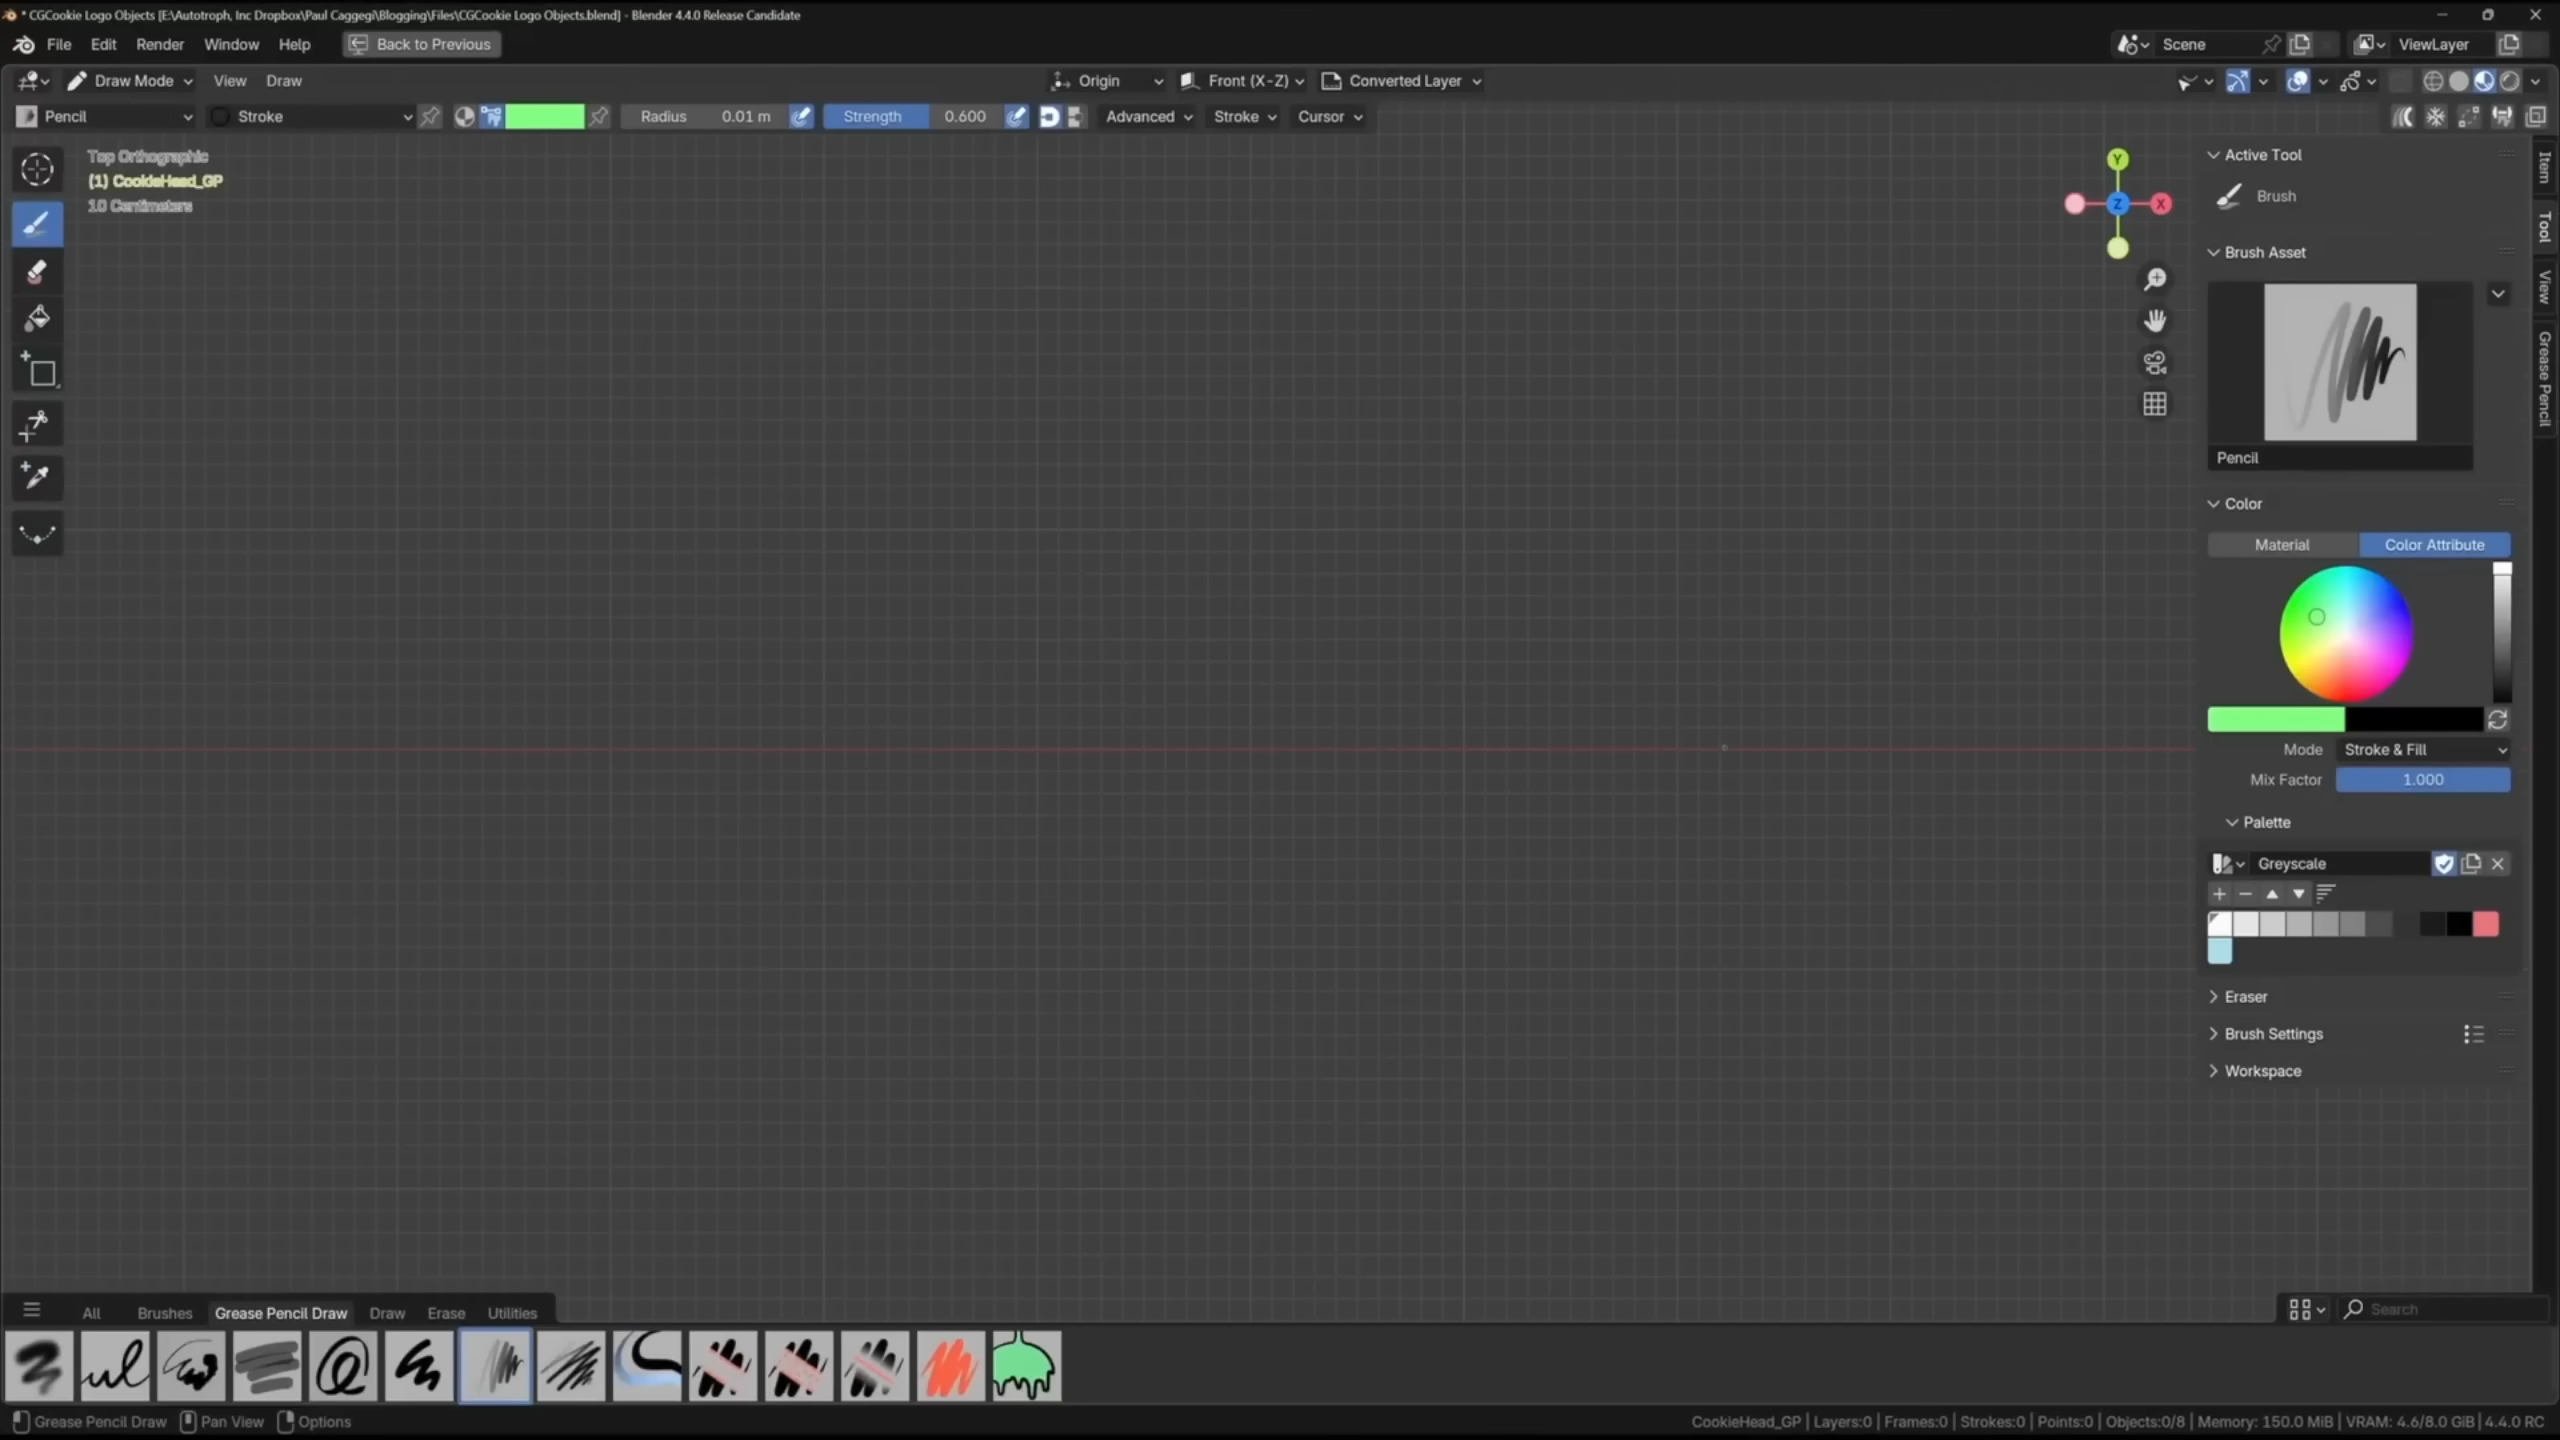 * CGCookie Logo Objects [E:\Autotroph, Inc Dropbox\Paul Caggegi\Blogging\Files\CGCookie Logo Objects.blend] - Blender 4.4.0 Release Candidate
File Edit Render Window Help Back to Previous Scene ViewLayer
Draw Mode View Draw Origin Front (X-Z) Converted Layer
Pencil Stroke Radius 0.01 m Strength 0.600 Advanced Stroke Cursor
Top Orthographic
(1) CookieHead_GP
10 Centimeters
Y
Z X
Active Tool
Brush
Brush Asset
Pencil
Color
Material Color Attribute
Mode Stroke & Fill
Mix Factor 1.000
Palette
Greyscale
Eraser
Brush Settings
Workspace
Item
Tool
View
Grease Pencil
All Brushes Grease Pencil Draw Draw Erase Utilities Search
Grease Pencil Draw Pan View Options CookieHead_GP | Layers:0 | Frames:0 | Strokes:0 | Points:0 | Objects:0/8 | Memory: 150.0 MiB | VRAM: 4.6/8.0 GiB | 4.4.0 RC